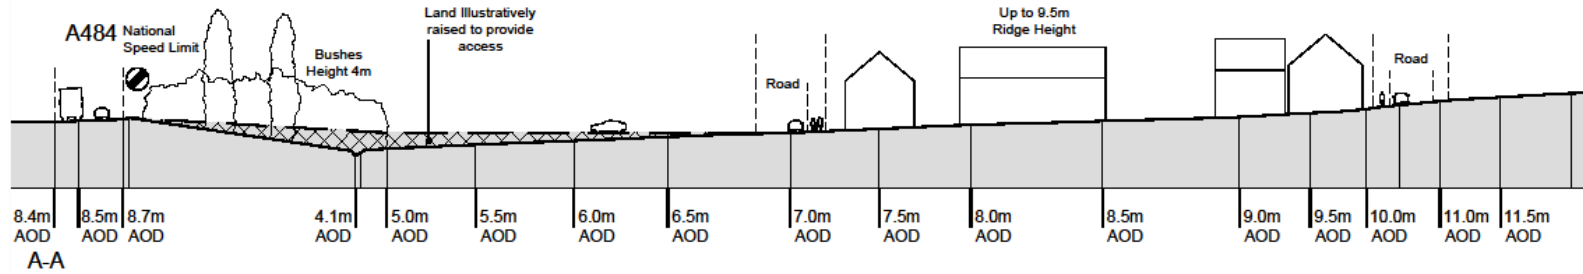 A484
National
Speed Limit
Bushes
Height 4m
Land Illustratively
raised to provide
access
Road
Up to 9.5m
Ridge Height
Road
8.4m
AOD
8.5m
AOD
8.7m
AOD
4.1m
AOD
5.0m
AOD
5.5m
AOD
6.0m
AOD
6.5m
AOD
7.0m
AOD
7.5m
AOD
8.0m
AOD
8.5m
AOD
9.0m
AOD
9.5m
AOD
10.0m
AOD
11.0m
AOD
11.5m
AOD
A-A